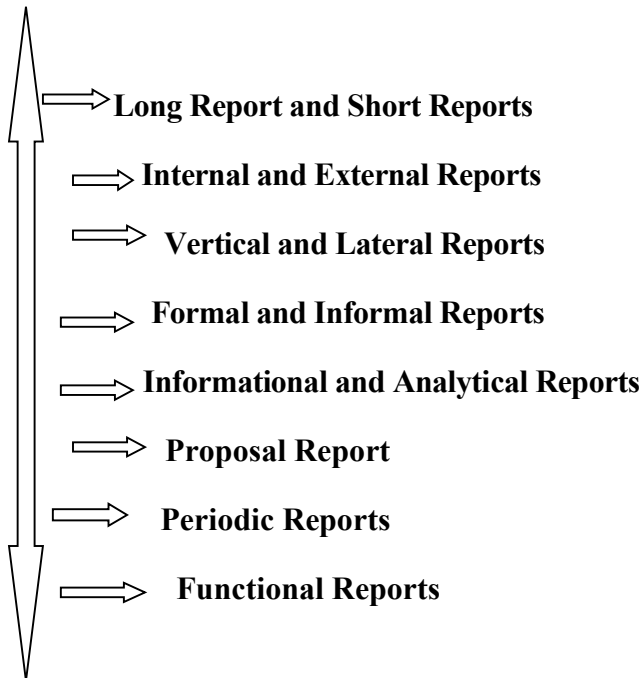 Long Report and Short Reports
Internal and External Reports
Vertical and Lateral Reports
Formal and Informal Reports
Informational and Analytical Reports
Proposal Report
Periodic Reports
Functional Reports